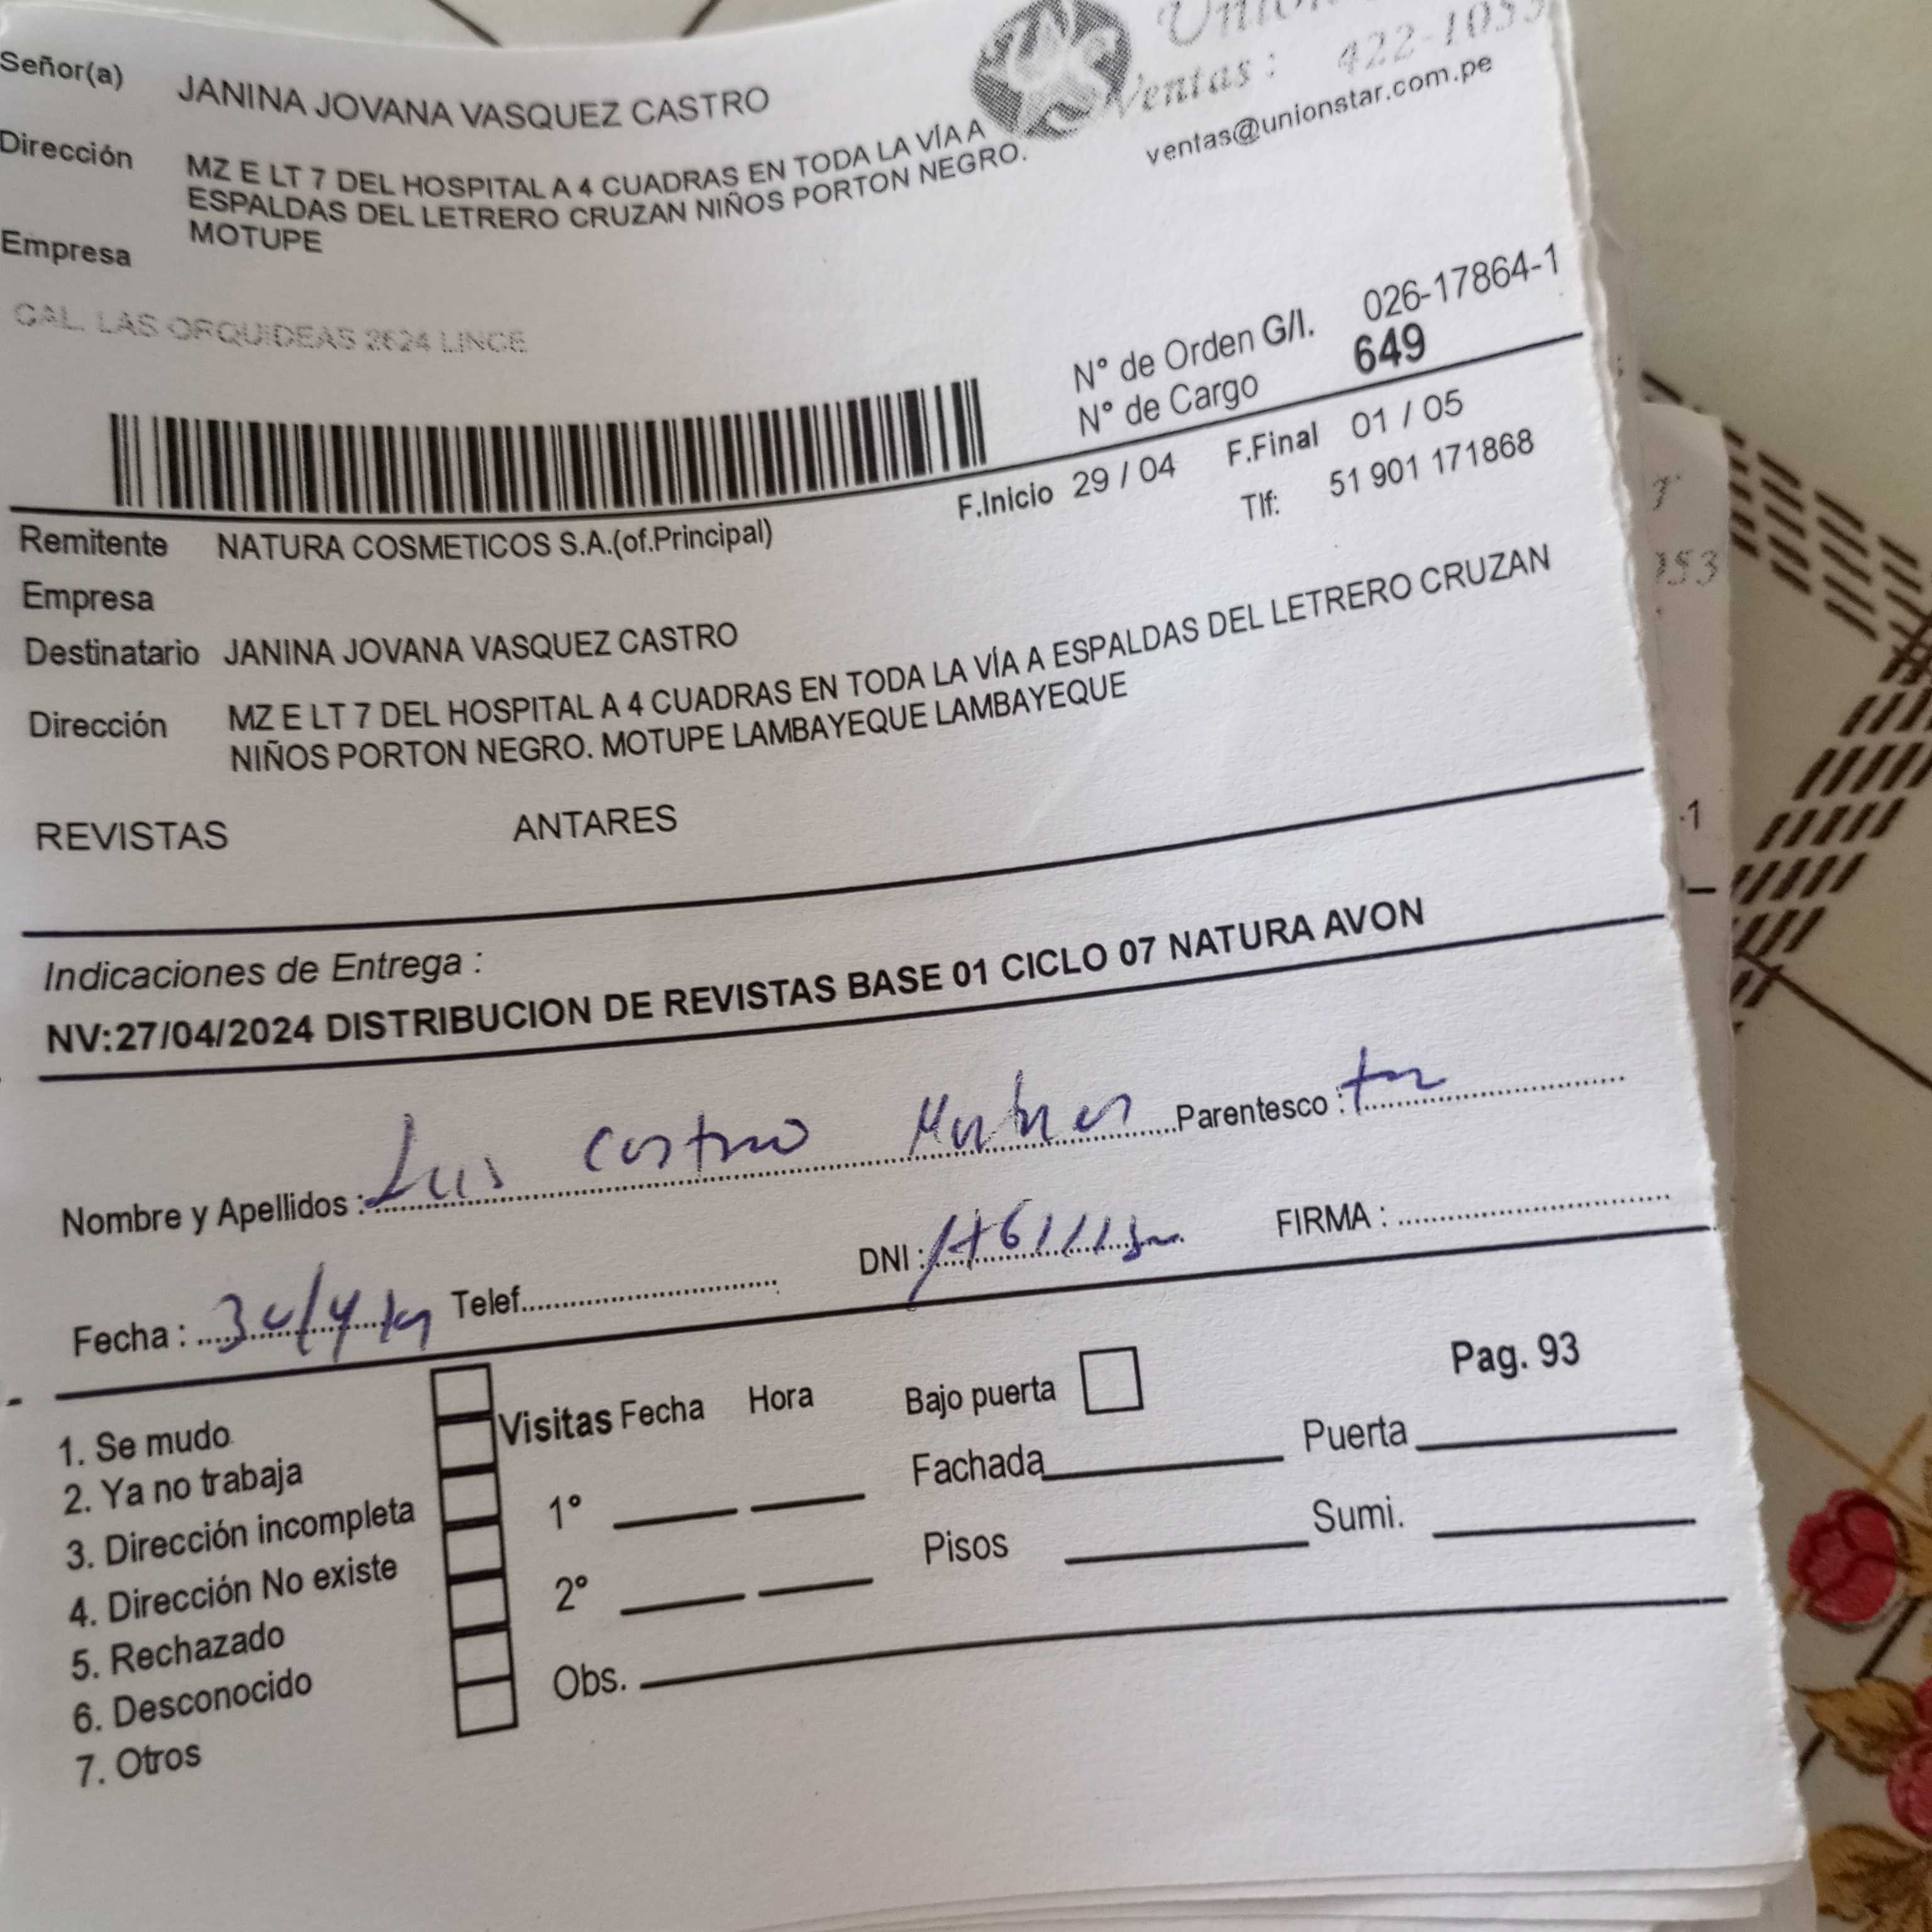 Señor(a) JANINA JOVANA VASQUEZ CASTRO
Ventas: 422-1053
ventas@unionstar.com.pe
Dirección MZ E LT 7 DEL HOSPITAL A 4 CUADRAS EN TODA LA VÍA A
ESPALDAS DEL LETRERO CRUZAN NIÑOS PORTON NEGRO.
MOTUPE
Empresa
CAL. LAS ORQUIDEAS 2624 LINCE
N° de Orden G/I. 026-17864-1
N° de Cargo 649
F.Inicio 29 / 04 F.Final 01 / 05
Tlf: 51 901 171868
Remitente NATURA COSMETICOS S.A.(of.Principal)
Empresa
Destinatario JANINA JOVANA VASQUEZ CASTRO
Dirección MZ E LT 7 DEL HOSPITAL A 4 CUADRAS EN TODA LA VÍA A ESPALDAS DEL LETRERO CRUZAN
NIÑOS PORTON NEGRO. MOTUPE LAMBAYEQUE LAMBAYEQUE
REVISTAS ANTARES
Indicaciones de Entrega :
NV:27/04/2024 DISTRIBUCION DE REVISTAS BASE 01 CICLO 07 NATURA AVON
Nombre y Apellidos : Luis Castro Parentesco :
Fecha : Telef. DNI : FIRMA :
Pag. 93
1. Se mudo
2. Ya no trabaja
3. Dirección incompleta
4. Dirección No existe
5. Rechazado
6. Desconocido
7. Otros
Visitas Fecha Hora
1°
2°
Obs.
Bajo puerta
Fachada Puerta
Pisos Sumi.
053
-1